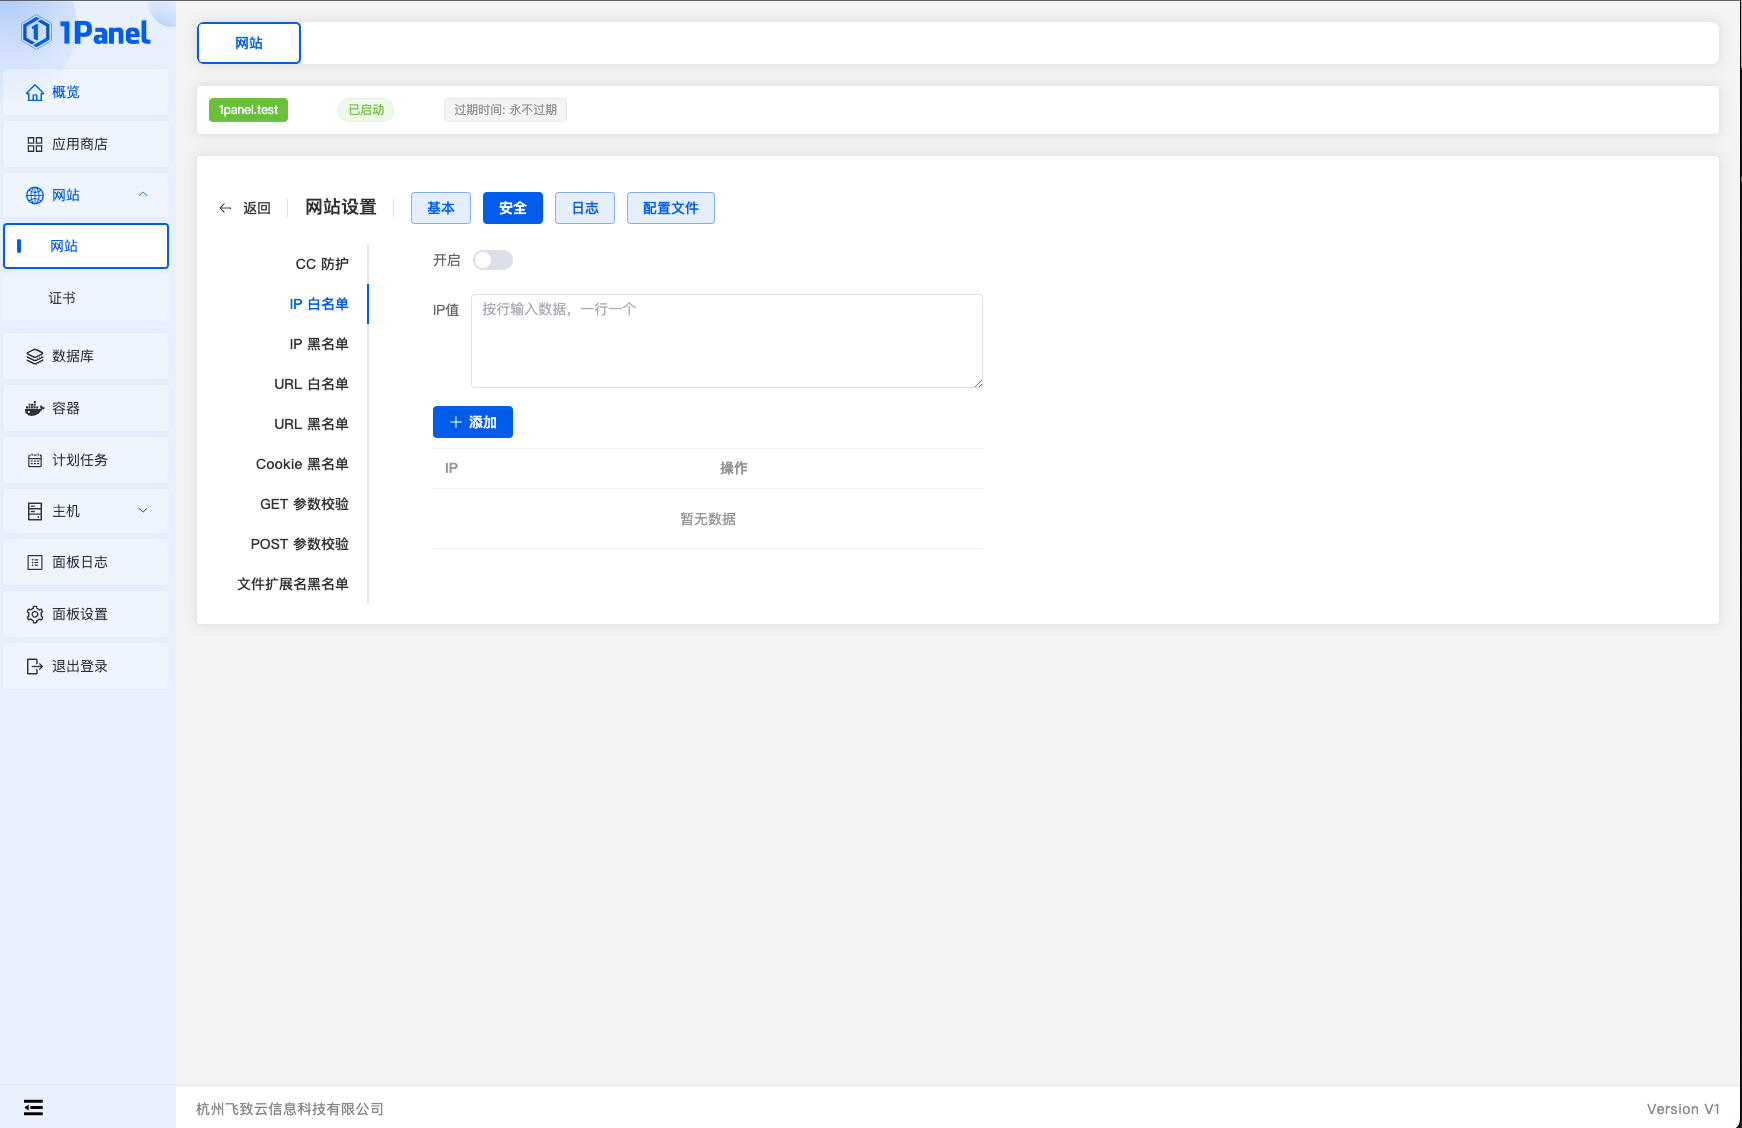 1Panel
概览
应用商店
网站
网站
证书
数据库
容器
计划任务
主机
面板日志
面板设置
退出登录
网站
1panel.test 已启动 过期时间: 永不过期
返回 网站设置 基本 安全 日志 配置文件
CC 防护
IP 白名单
IP 黑名单
URL 白名单
URL 黑名单
Cookie 黑名单
GET 参数校验
POST 参数校验
文件扩展名黑名单
开启
IP值 按行输入数据，一行一个
添加
IP 操作
暂无数据
杭州飞致云信息科技有限公司 Version V1